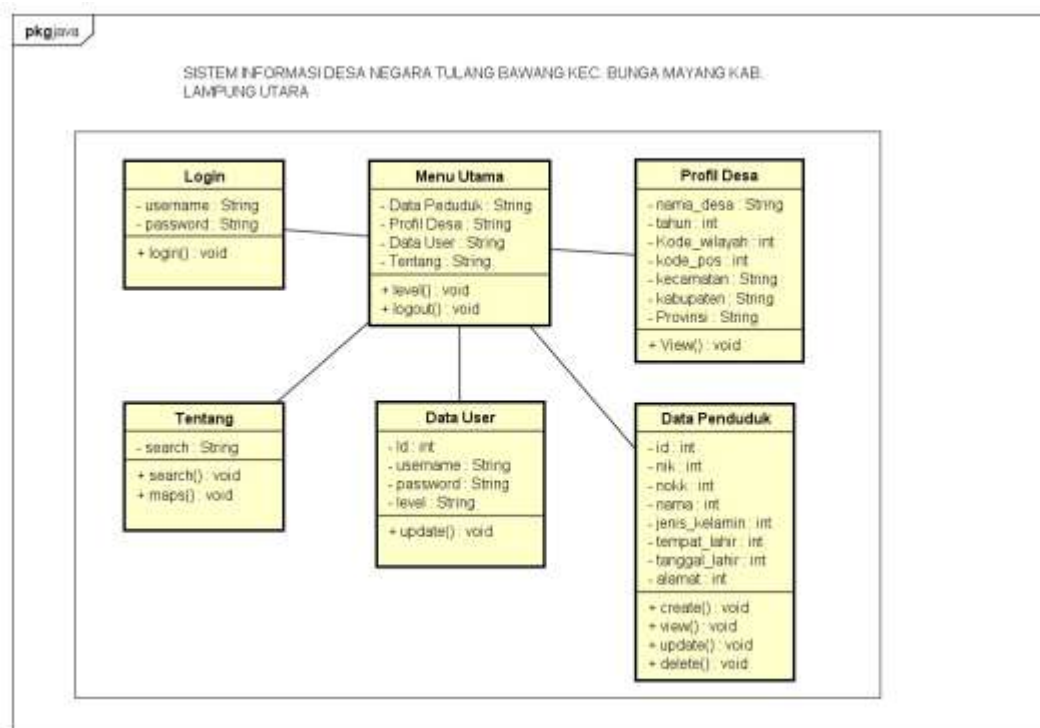 pkg java
SISTEM INFORMASI DESA NEGARA TULANG BAWANG KEC. BUNGA MAYANG KAB.
LAMPUNG UTARA
Login
- username : String
- password : String
+ login() : void
Menu Utama
- Data Peduduk : String
- Profil Desa : String
- Data User : String
- Tentang : String
+ level() : void
+ logout() : void
Profil Desa
- nama_desa : String
- tahun : int
- Kode_wilayah : int
- kode_pos : int
- kecamatan : String
- kabupaten : String
- Provinsi : String
+ View() : void
Tentang
- search : String
+ search() : void
+ maps() : void
Data User
- Id : int
- username : String
- password : String
- level : String
+ update() : void
Data Penduduk
- id : int
- nik : int
- nokk : int
- nama : int
- jenis_kelamin : int
- tempat_lahir : int
- tanggal_lahir : int
- alamat : int
+ create() : void
+ view() : void
+ update() : void
+ delete() : void